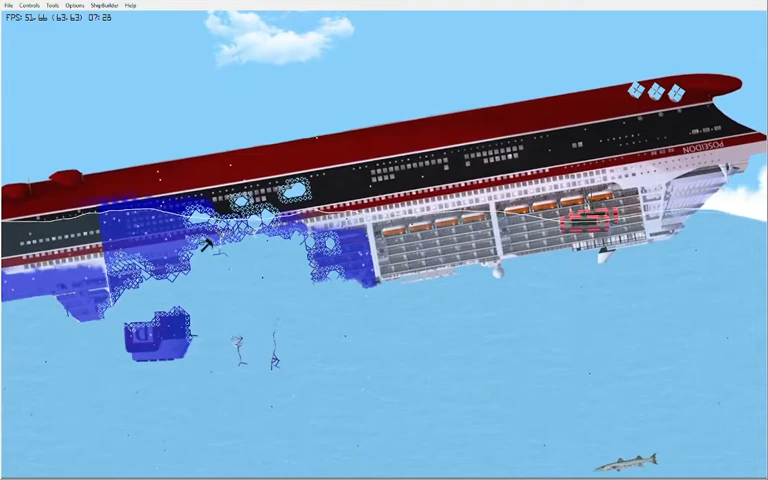 File Controls Tools Options ShipBuilder Help
FPS: 51.66 (63.63) 07:28
POSEIDON